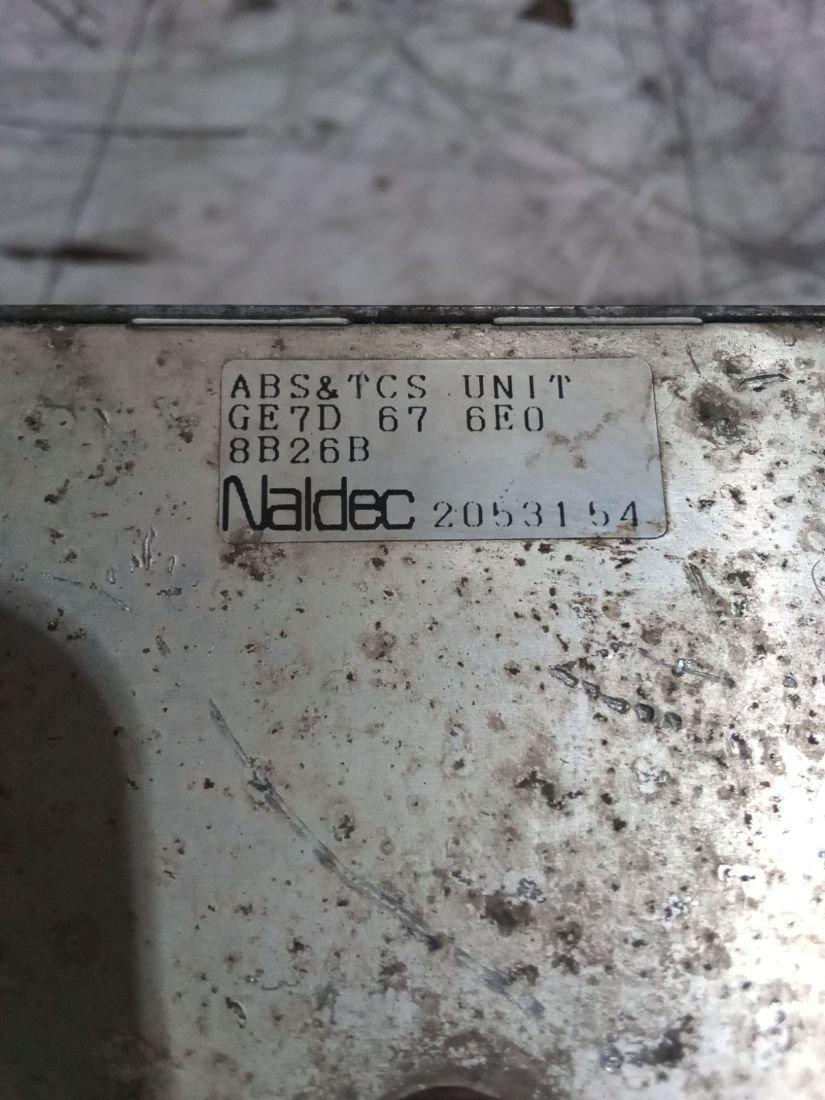 ABS&TCS UNIT
GE7D 67 6E0
8B26B
Naldec 2053154